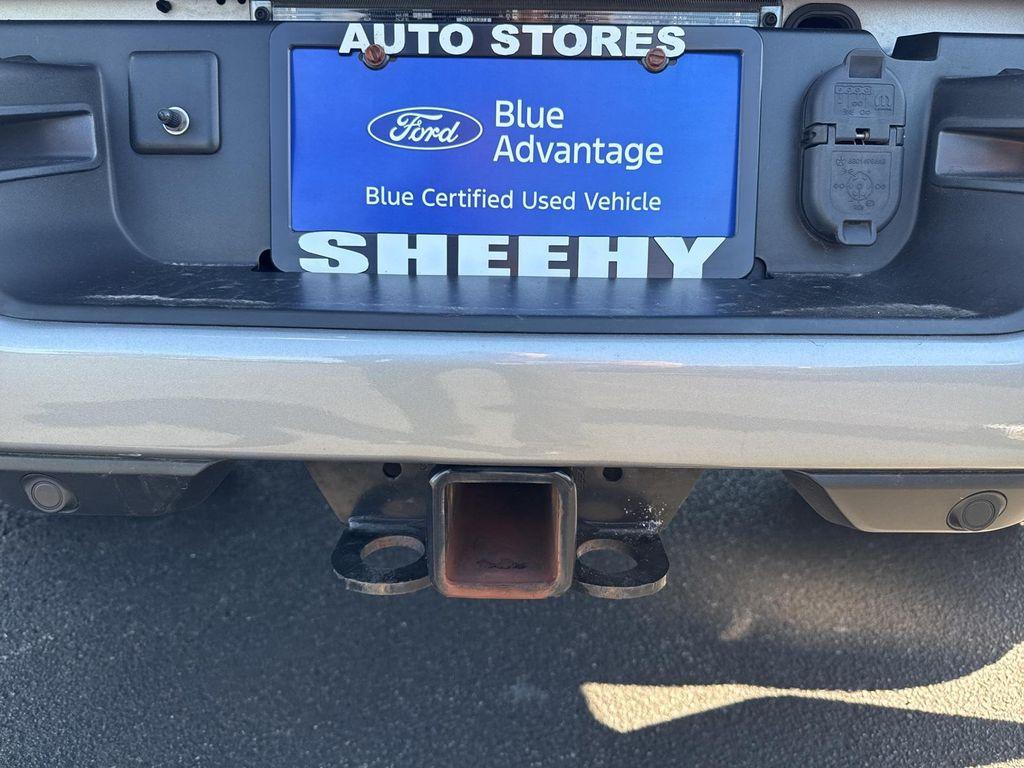 AUTO STORES
Ford
Blue
Advantage
Blue Certified Used Vehicle
SHEEHY